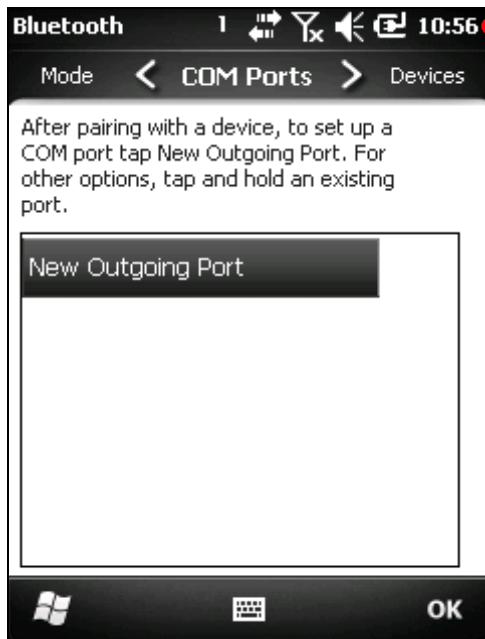 Bluetooth 1 10:56
Mode < COM Ports > Devices
After pairing with a device, to set up a
COM port tap New Outgoing Port. For
other options, tap and hold an existing
port.
New Outgoing Port
OK